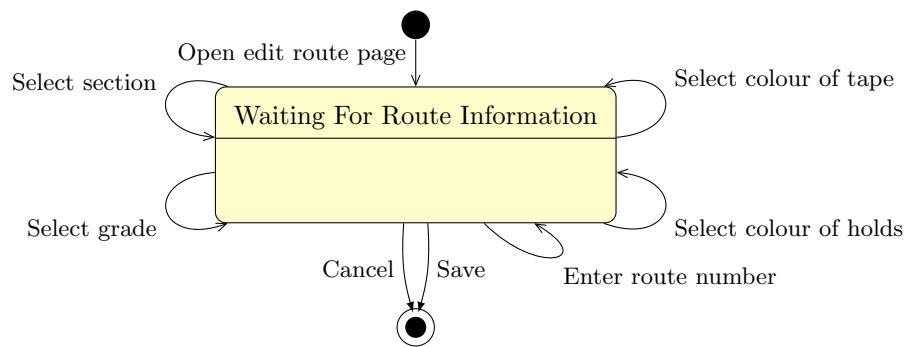 Open edit route page
Select section
Select colour of tape
Waiting For Route Information
Select grade
Select colour of holds
Cancel
Save
Enter route number